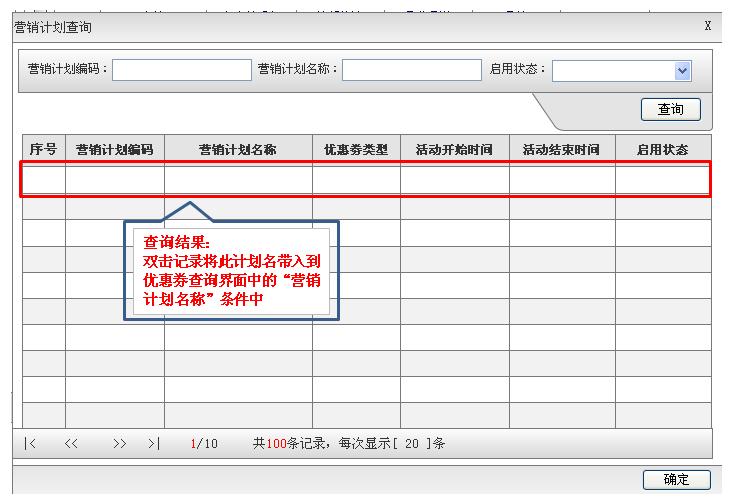 营销计划查询 X
营销计划编码： 营销计划名称： 启用状态：
查询
序号 营销计划编码 营销计划名称 优惠券类型 活动开始时间 活动结束时间 启用状态
查询结果：
双击记录将此计划名带入到
优惠券查询界面中的“营销
计划名称”条件中
|< << >> >| 1/10 共100条记录，每次显示[ 20 ]条
确定